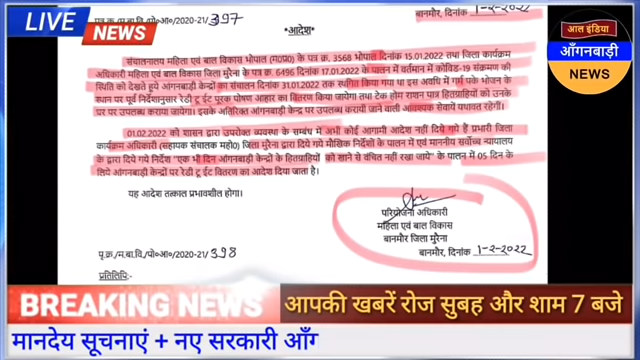 LIVE NEWS
पत्र.क्र./म.बा.वि/पो०आ०/2020-21/397
बानमौर, दिनांक 1-2-2022
-:आदेश:-
आल इंडिया
आँगनबाड़ी
NEWS
संचालनालय महिला एवं बाल विकास भोपाल (म0प्र0) के पत्र क्र. 3568 भोपाल दिनांक 15.01.2022 तथा जिला कार्यक्रम
अधिकारी महिला एवं बाल विकास जिला मुरैना के पत्र क्र. 6496 दिनांक 17.01.2022 के पालन में वर्तमान में कोविड-19 संक्रमण की
स्थिति को देखते हुये आंगनबाड़ी केन्द्रों का संचालन दिनांक 31.01.2022 तक स्थगित किया गया था इस अवधि में गर्म पके भोजन के
स्थान पर पूर्व निर्देशानुसार रेडी टू ईट पूरक पोषण आहार का वितरण किया जायेगा तथा टेक होम राशन पात्र हितग्राहियों को उनके
घर पर उपलब्ध कराया जायेगा। इसके अतिरिक्त आंगनबाड़ी केन्द्र पर उपलब्ध करायी जाने वाली आवश्यक सेवायें यथावत रहेगी।
01.02.2022 को शासन द्वारा उपरोक्त व्यवस्था के सम्बंध में अभी कोई आगामी आदेश नहीं दिये गये हैं प्रभारी जिला
कार्यक्रम अधिकारी (सहायक संचालक महो0) जिला मुरैना द्वारा दिये गये मौखिक निर्देशों के पालन में एवं माननीय सर्वोच्च न्यायालय
के द्वारा दिये गये निर्देश "एक भी दिन आंगनबाड़ी केन्द्रों के हितग्राहियों को खाने से वंचित नहीं रखा जाये" के पालन में 05 दिन के
लिये आंगनबाड़ी केन्द्रों पर रेडी टू ईट वितरण का आदेश दिया जाता है।
यह आदेश तत्काल प्रभावशील होगा।
परियोजना अधिकारी
महिला एवं बाल विकास
बानमौर जिला मुरैना
पृ.क्र./म.बा.वि/पो०आ०/2020-21/398
बानमौर, दिनांक 1-2-2022
प्रतिलिपि:-
BREAKING NEWS
आपकी खबरें रोज सुबह और शाम 7 बजे
मानदेय सूचनाएं + नए सरकारी आँग